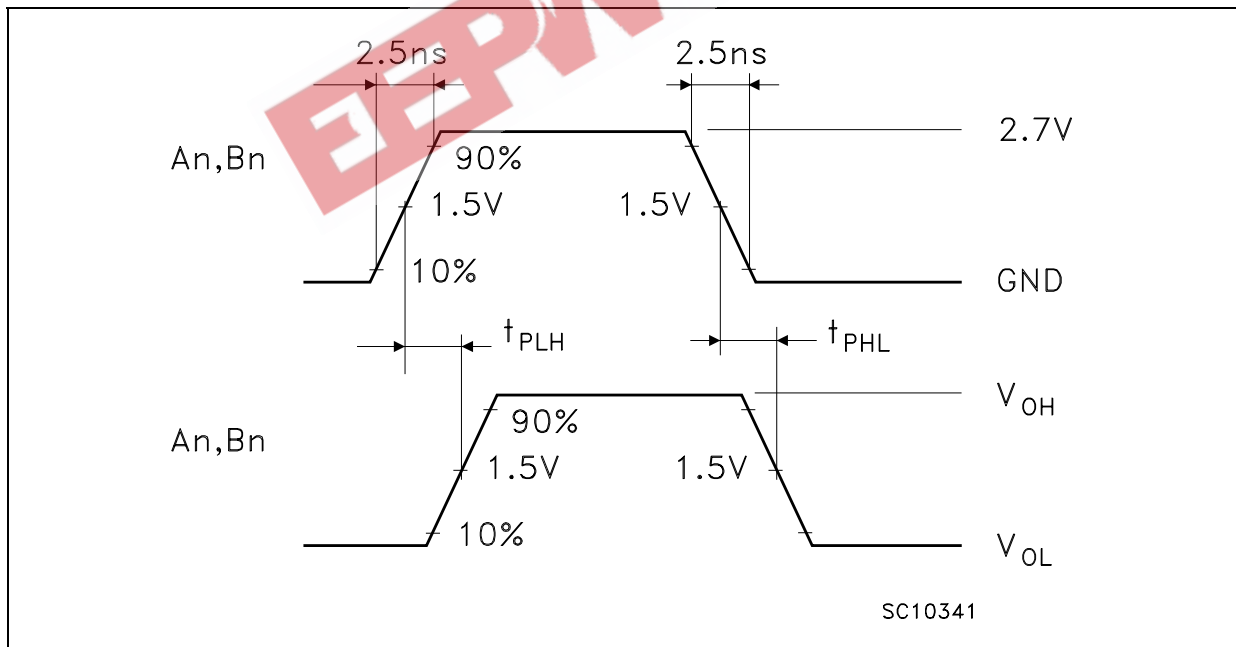 EEPW
2.5ns 2.5ns
An,Bn
2.7V
90%
1.5V 1.5V
10%
GND
tPLH tPHL
VOH
An,Bn
90%
1.5V 1.5V
10%
VOL
SC10341